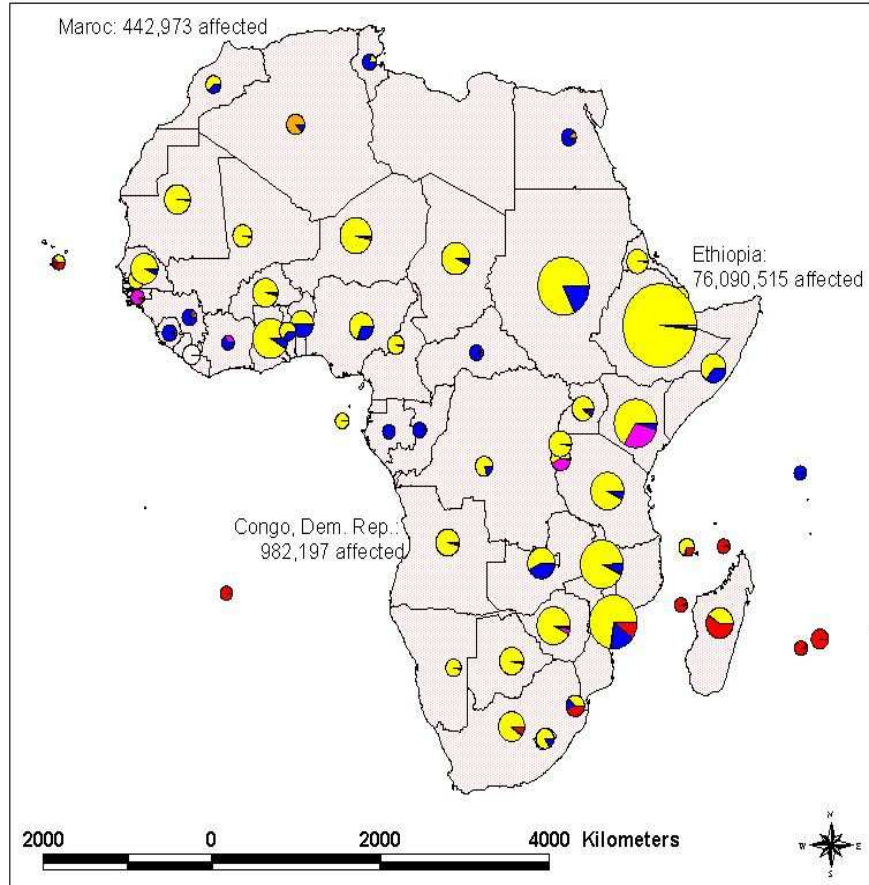 Maroc: 442,973 affected
Ethiopia:
76,090,515 affected
Congo, Dem. Rep.:
982,197 affected
2000 0 2000 4000 Kilometers
N
W E
S